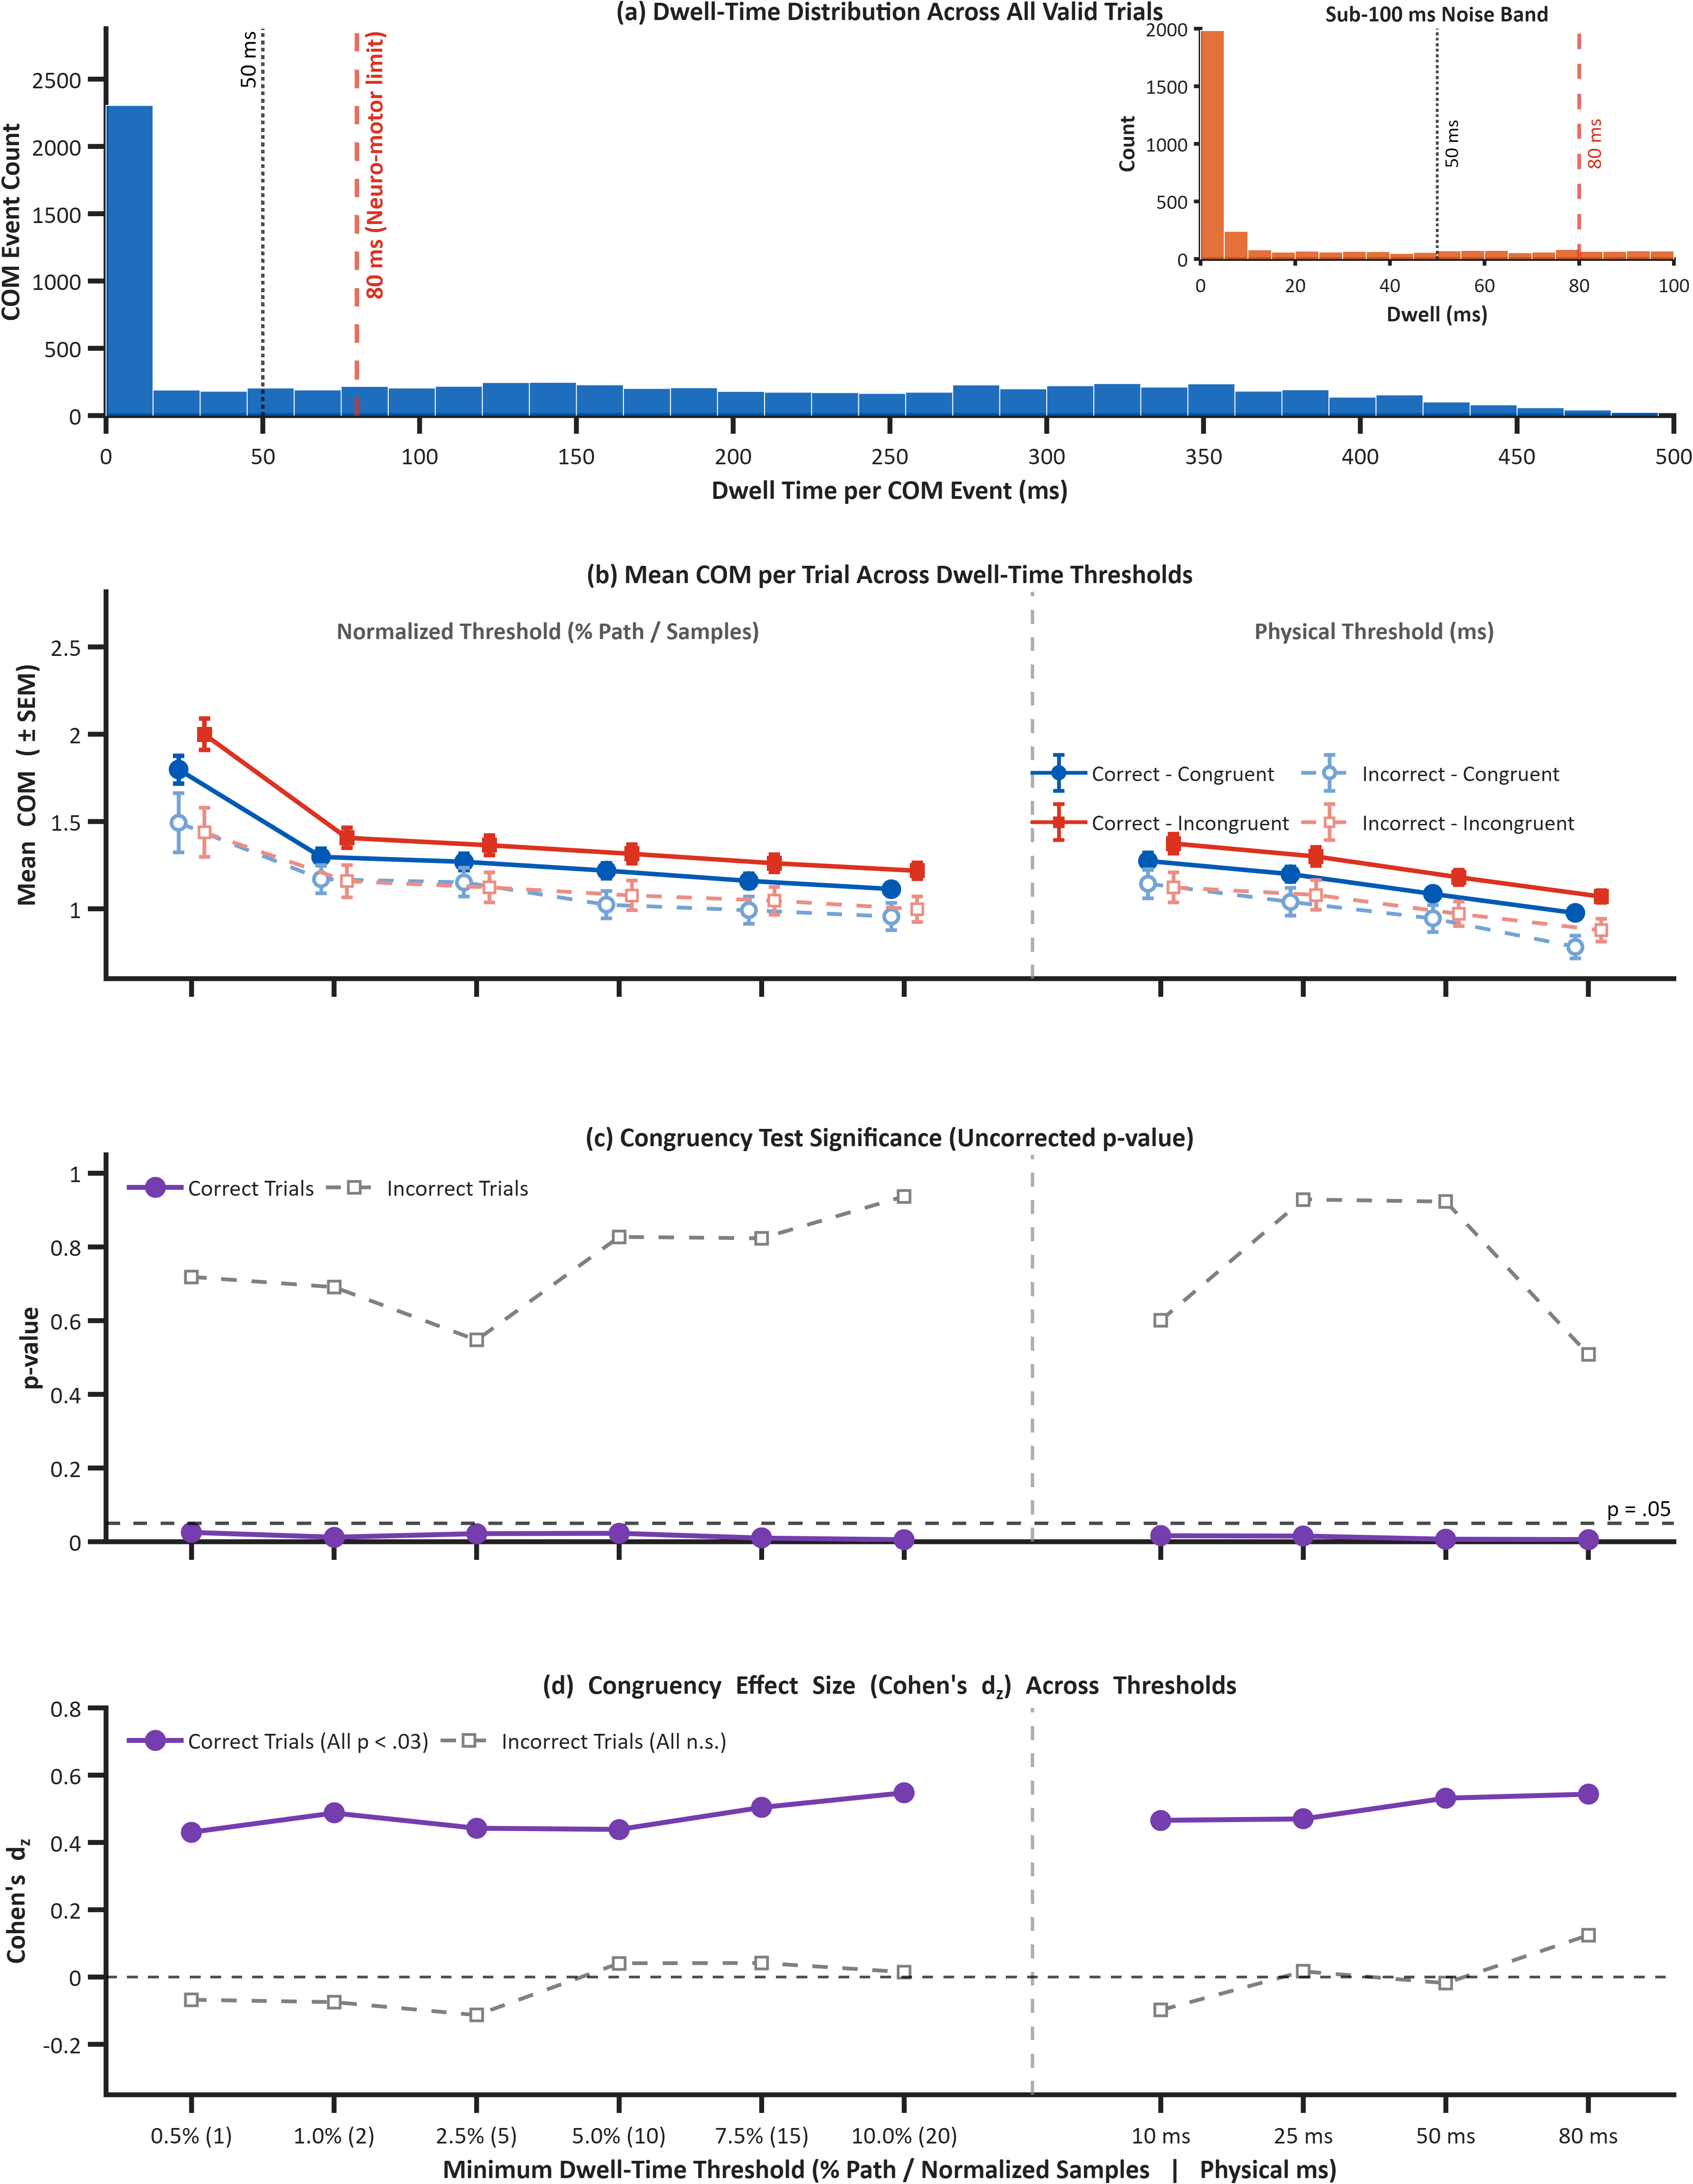 (a) Dwell-Time Distribution Across All Valid Trials
Sub-100 ms Noise Band
COM Event Count
2500
2000
1500
1000
500
0
50 ms
80 ms (Neuro-motor limit)
Count
2000
1500
1000
500
0
50 ms
80 ms
0 20 40 60 80 100
Dwell (ms)
0 50 100 150 200 250 300 350 400 450 500
Dwell Time per COM Event (ms)
(b) Mean COM per Trial Across Dwell-Time Thresholds
Normalized Threshold (% Path / Samples)
Physical Threshold (ms)
Mean COM ( ± SEM)
2.5
2
1.5
1
Correct - Congruent
Incorrect - Congruent
Correct - Incongruent
Incorrect - Incongruent
(c) Congruency Test Significance (Uncorrected p-value)
p-value
1
0.8
0.6
0.4
0.2
0
Correct Trials
Incorrect Trials
p = .05
(d) Congruency Effect Size (Cohen's dz) Across Thresholds
Cohen's dz
0.8
0.6
0.4
0.2
0
-0.2
Correct Trials (All p < .03)
Incorrect Trials (All n.s.)
0.5% (1) 1.0% (2) 2.5% (5) 5.0% (10) 7.5% (15) 10.0% (20) 10 ms 25 ms 50 ms 80 ms
Minimum Dwell-Time Threshold (% Path / Normalized Samples | Physical ms)